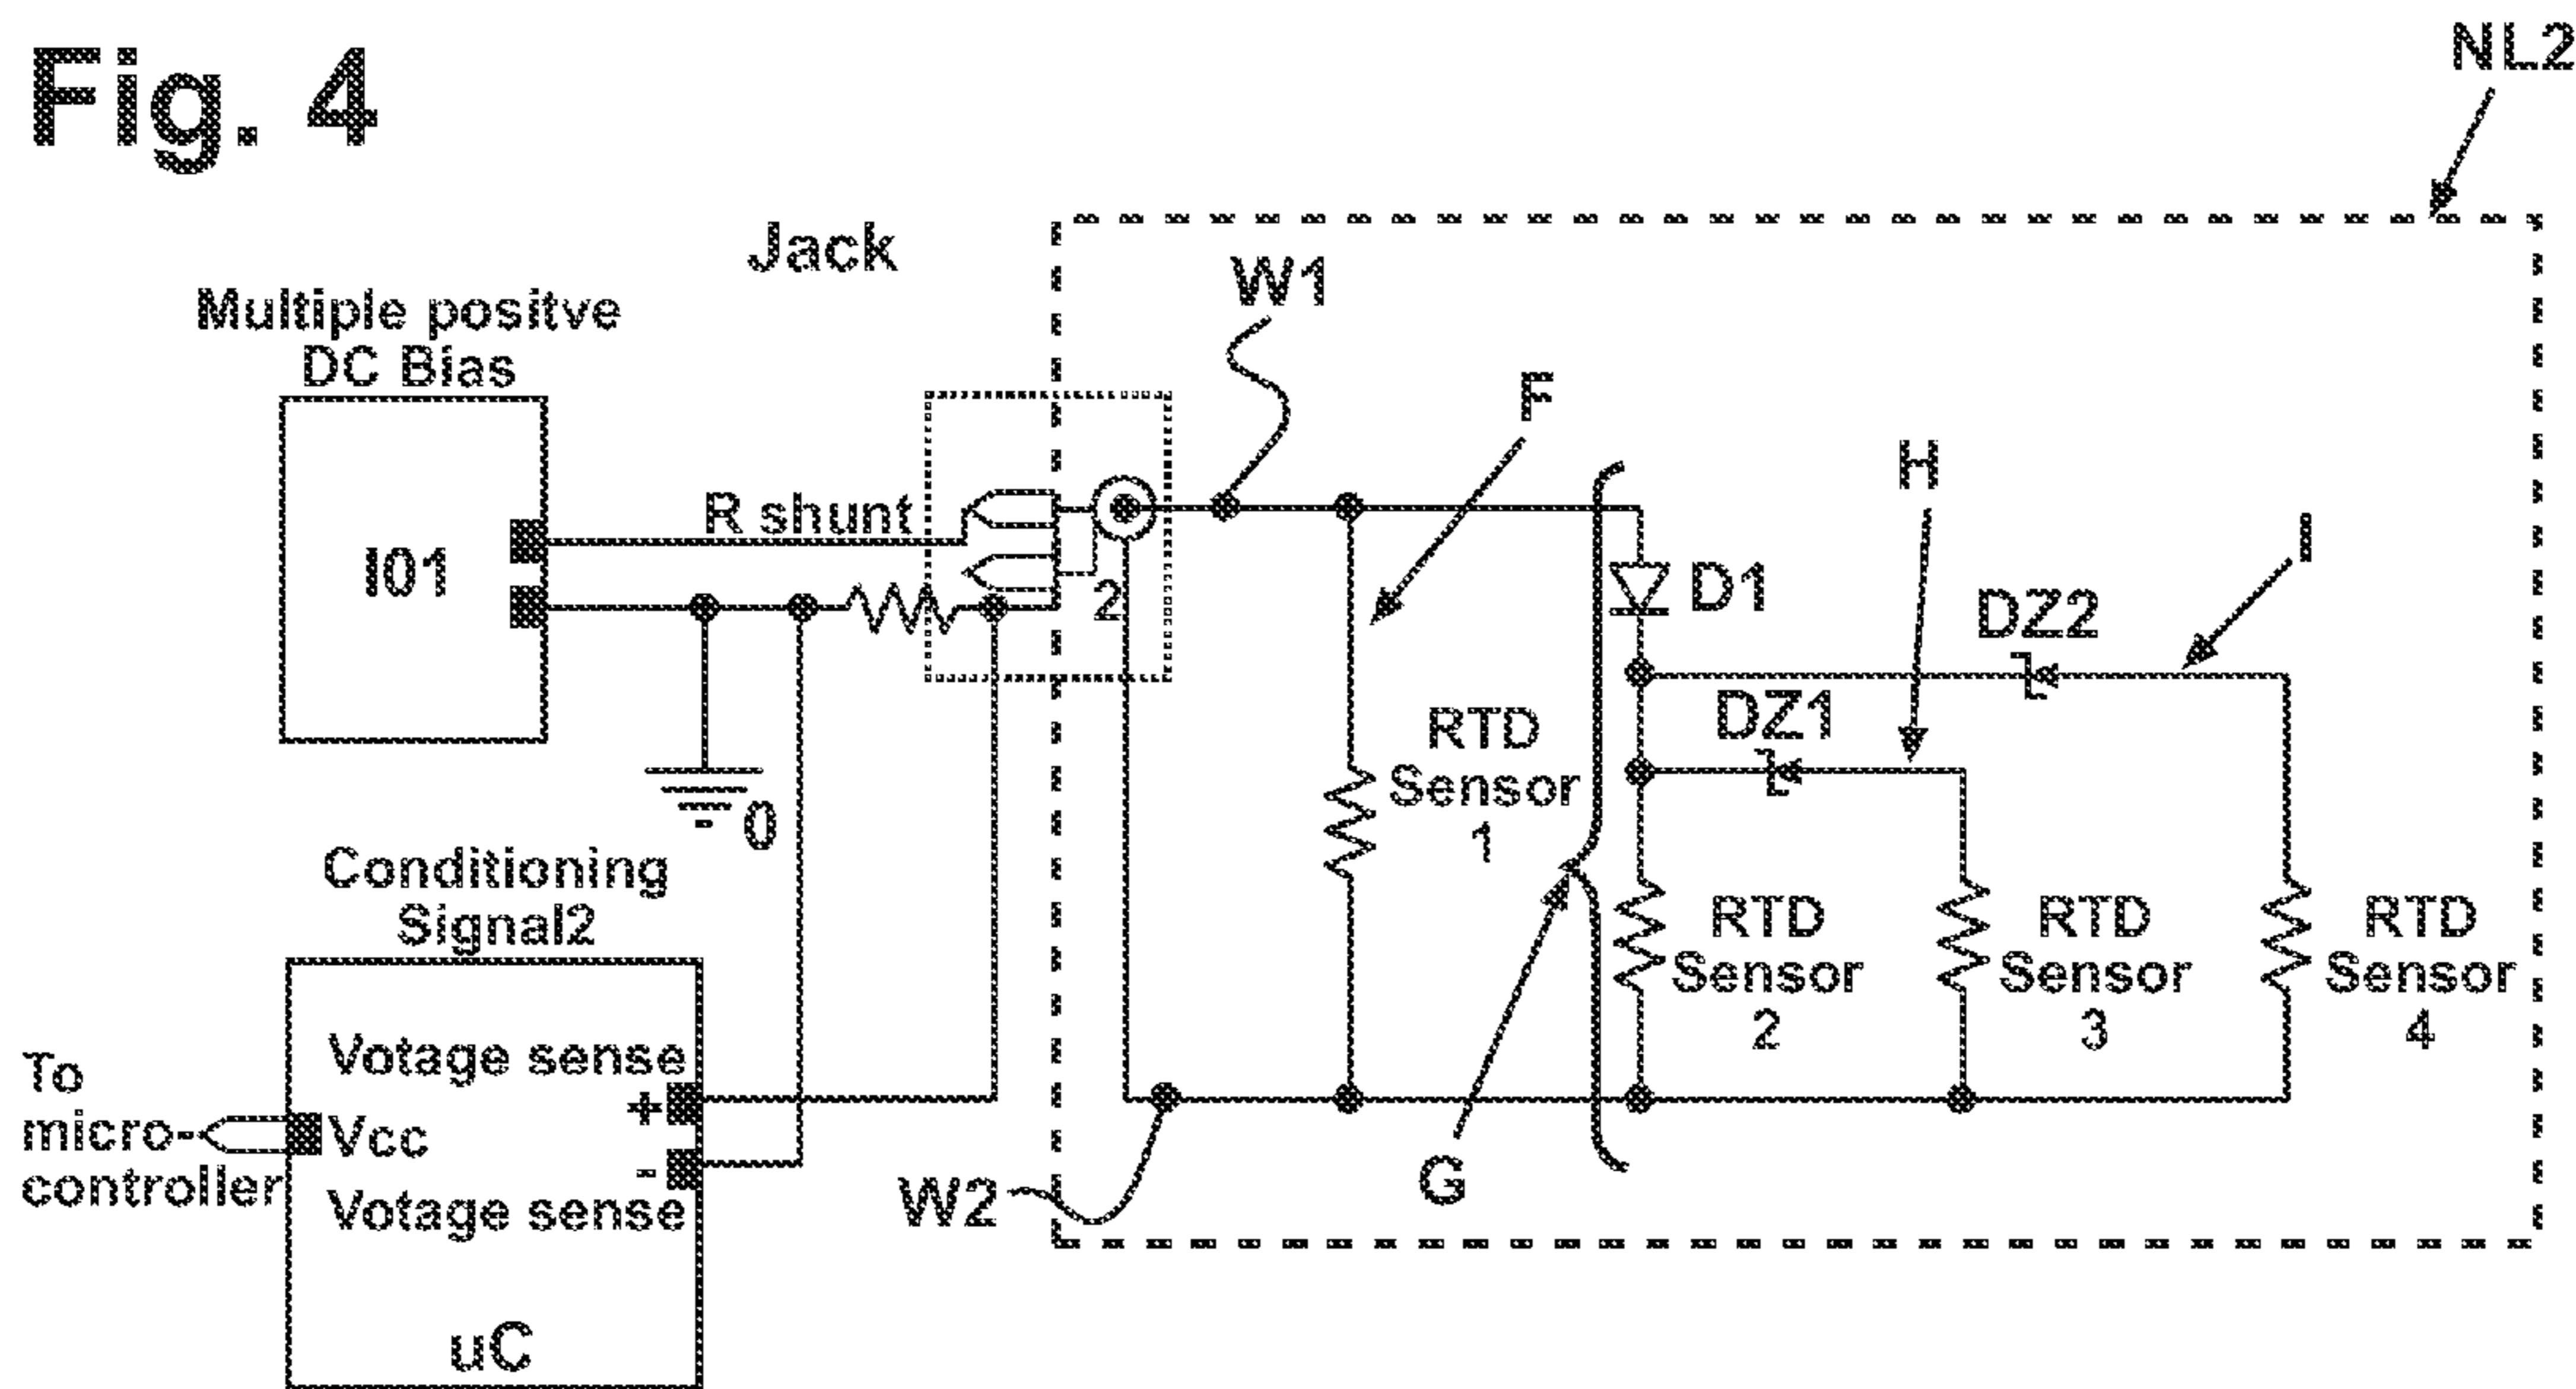 Fig. 4
NL2
Jack
W1
Multiple positve
DC Bias
F
H
R shunt
I
I01
D1
2
DZ2
DZ1
RTD
Sensor
1
0
Conditioning
Signal2
RTD
Sensor
2
RTD
Sensor
3
RTD
Sensor
4
Votage sense
+
To
micro-
controller
Vcc
-
Votage sense
W2
G
uC